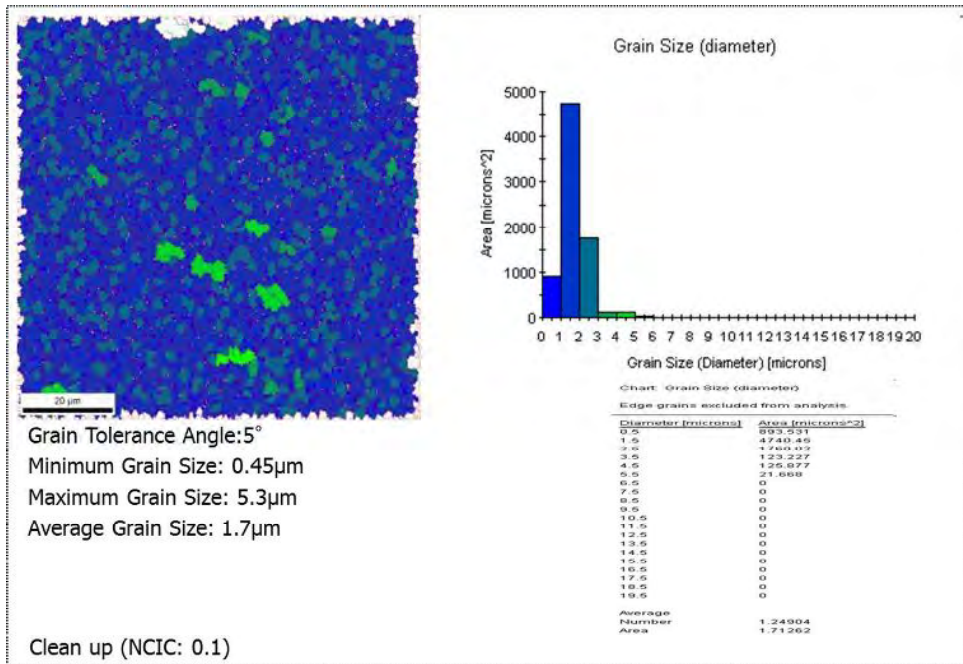 Grain Size (diameter)
5000
4000
3000
2000
1000
0
Area [microns^2]
0 1 2 3 4 5 6 7 8 9 10 11 12 13 14 15 16 17 18 19 20
Grain Size (Diameter) [microns]
20 µm
Grain Tolerance Angle:5°
Minimum Grain Size: 0.45µm
Maximum Grain Size: 5.3µm
Average Grain Size: 1.7µm
Clean up (NCIC: 0.1)
Chart: Grain Size (diameter)
Edge grains excluded from analysis
Diameter [microns] Area [microns^2]
0.5 893.531
1.5 4740.45
2.5 1760.03
3.5 123.227
4.5 125.877
5.5 21.668
6.5 0
7.5 0
8.5 0
9.5 0
10.5 0
11.5 0
12.5 0
13.5 0
14.5 0
15.5 0
16.5 0
17.5 0
18.5 0
19.5 0
Average
Number 1.24904
Area 1.71262